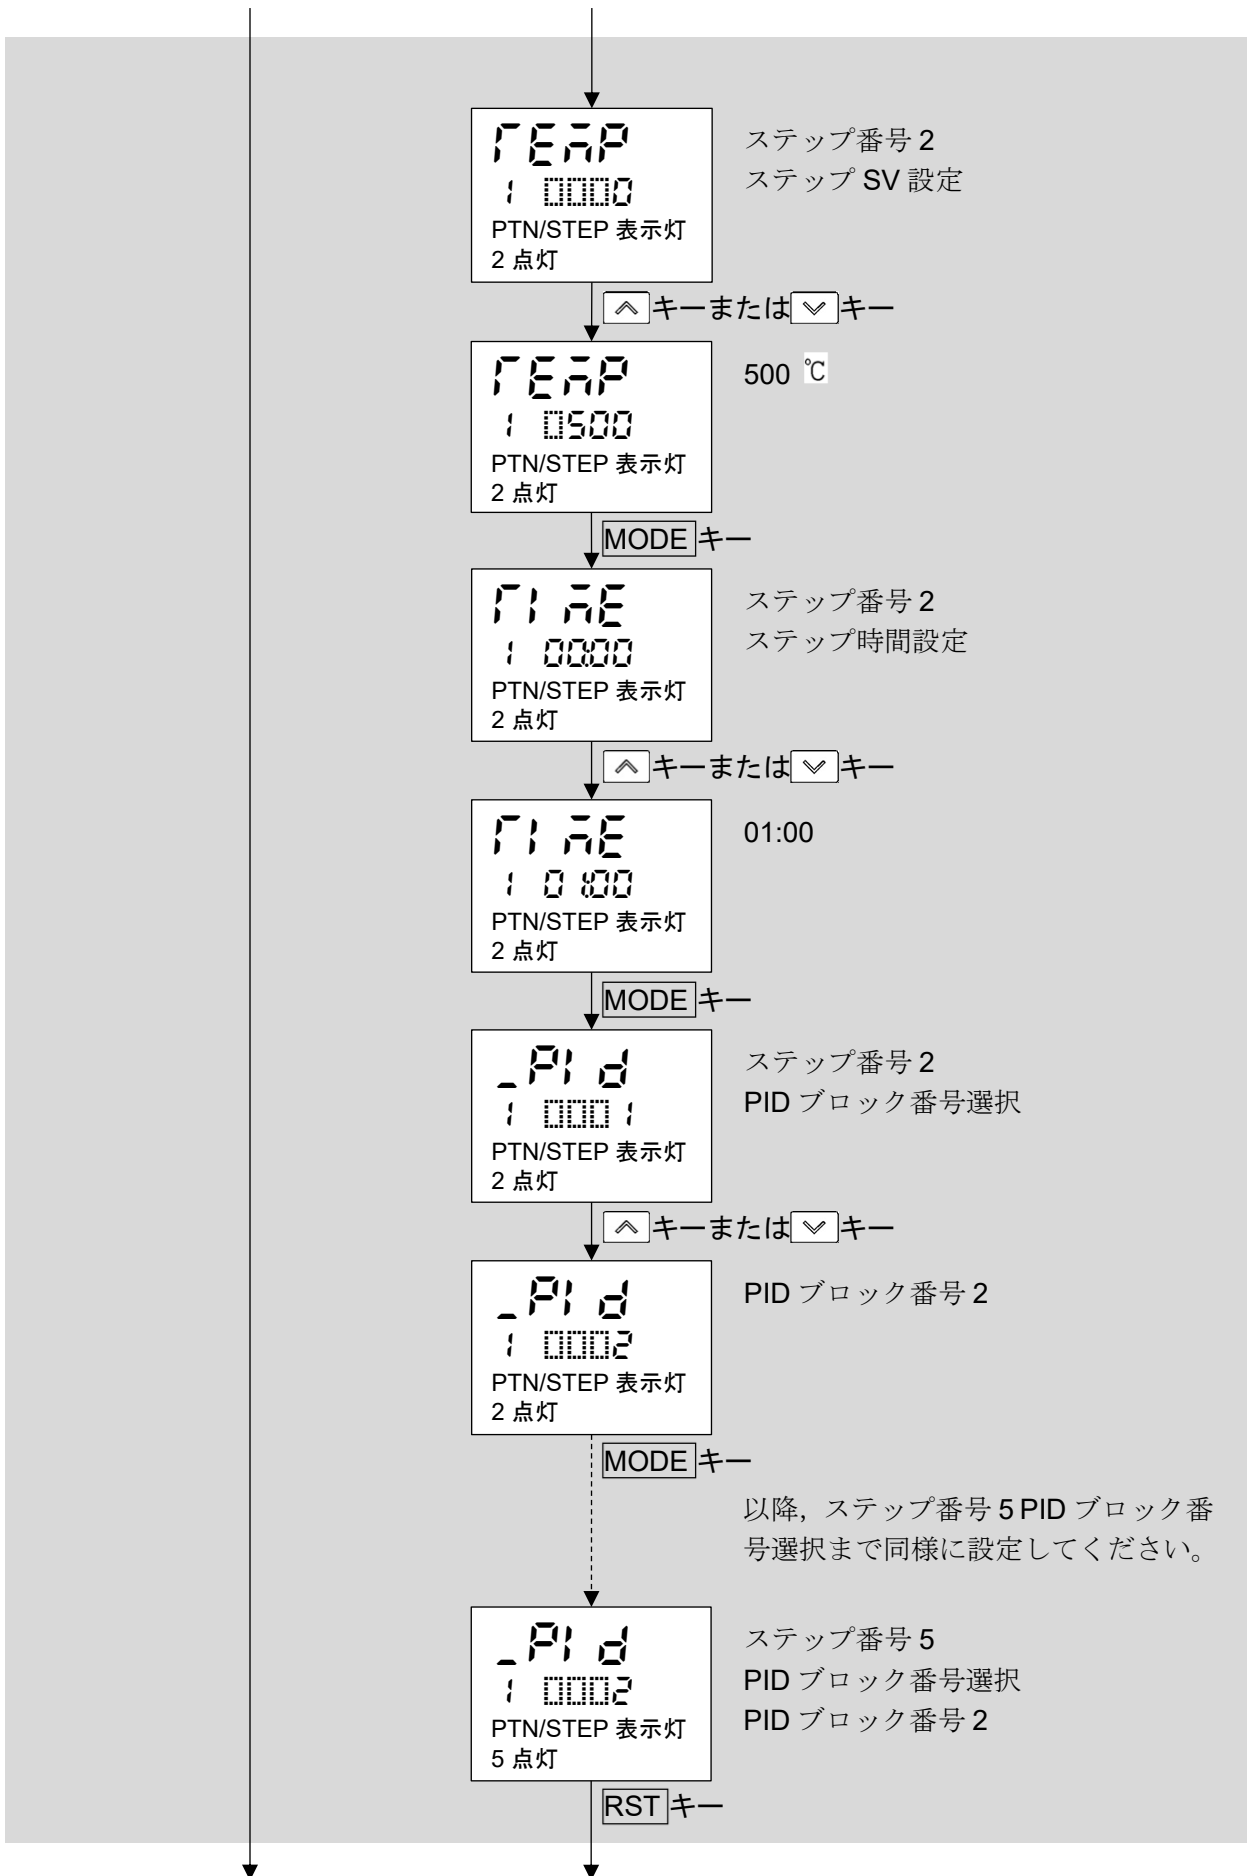 TEMP
ステップ番号 2
1 0000
ステップ SV 設定
PTN/STEP 表示灯
2 点灯
キーまたは キー
TEMP
500 ℃
1 0500
PTN/STEP 表示灯
2 点灯
MODE キー
TIME
ステップ番号 2
1 00:00
ステップ時間設定
PTN/STEP 表示灯
2 点灯
キーまたは キー
TIME
01:00
1 01:00
PTN/STEP 表示灯
2 点灯
MODE キー
_PId
ステップ番号 2
1 0001
PID ブロック番号選択
PTN/STEP 表示灯
2 点灯
キーまたは キー
_PId
PID ブロック番号 2
1 0002
PTN/STEP 表示灯
2 点灯
MODE キー
以降，ステップ番号 5 PID ブロック番
号選択まで同様に設定してください。
_PId
ステップ番号 5
1 0002
PID ブロック番号選択
PTN/STEP 表示灯
PID ブロック番号 2
5 点灯
RST キー